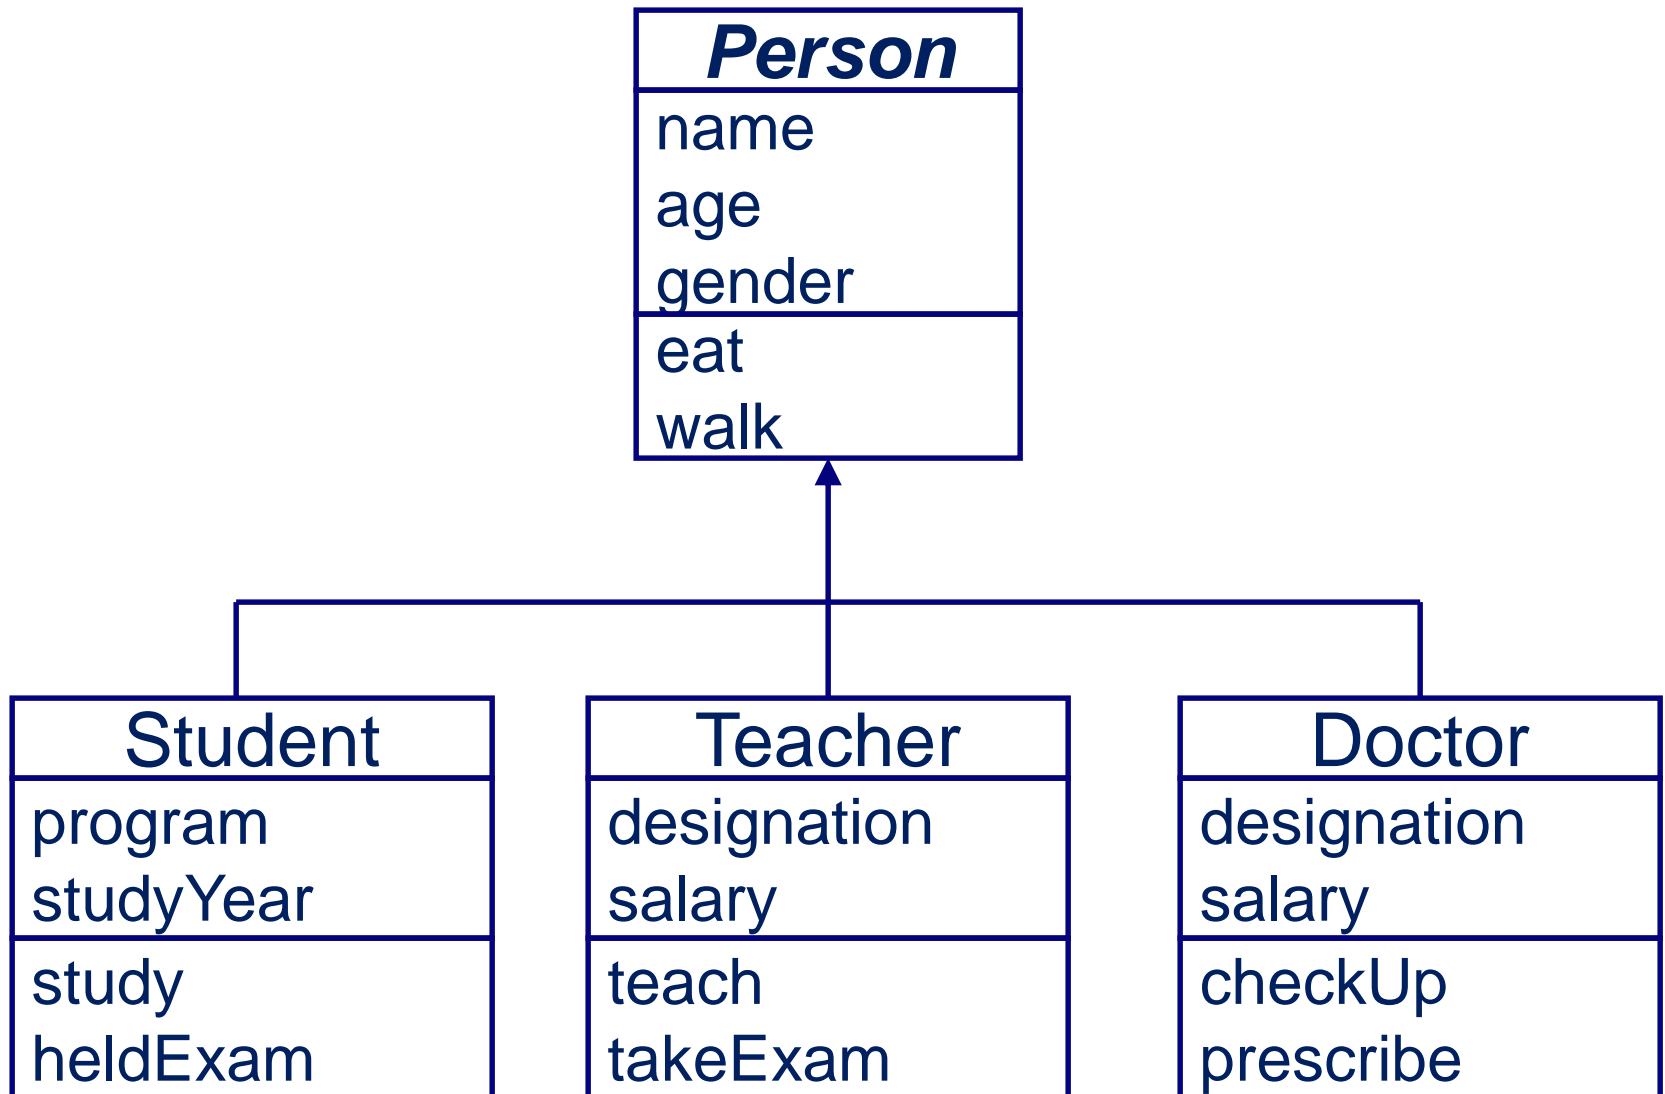 Person
name
age
gender
eat
walk
Student
program
studyYear
study
heldExam
Teacher
designation
salary
teach
takeExam
Doctor
designation
salary
checkUp
prescribe